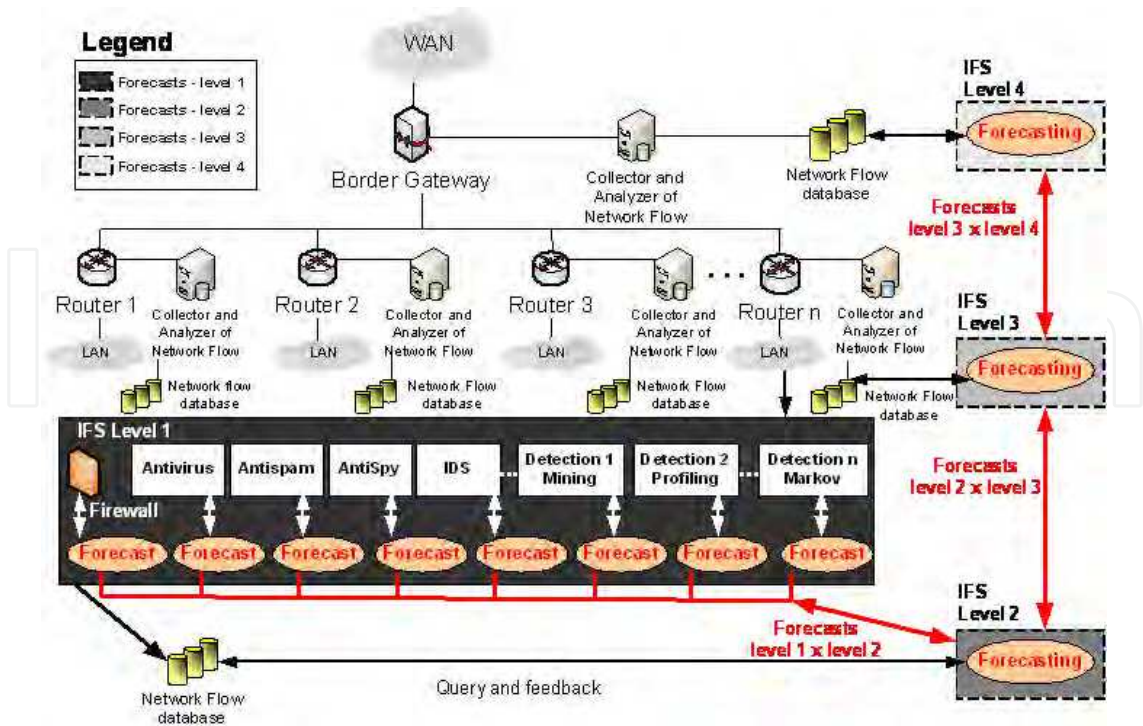 Legend
Forecasts - level 1
Forecasts - level 2
Forecasts - level 3
Forecasts - level 4
WAN
Border Gateway
Collector and
Analyzer of
Network Flow
Network Flow
database
IFS
Level 4
Forecasting
Forecasts
level 3 x level 4
Router 1
Collector and
Analyzer of
Network Flow
LAN
Network flow
database
Router 2
Collector and
Analyzer of
Network Flow
LAN
Network Flow
database
Router 3
Collector and
Analyzer of
Network Flow
LAN
Network Flow
database
. . .
Router n
Collector and
Analyzer of
Network Flow
LAN
Network Flow
database
IFS
Level 3
Forecasting
Forecasts
level 2 x level 3
IFS Level 1
Firewall
Antivirus
Antispam
AntiSpy
IDS
Detection 1
Mining
Detection 2
Profiling
Detection n
Markov
Forecast
Forecast
Forecast
Forecast
Forecast
Forecast
Forecast
Forecast
Forecasts
level 1 x level 2
IFS
Level 2
Forecasting
Network Flow
database
Query and feedback